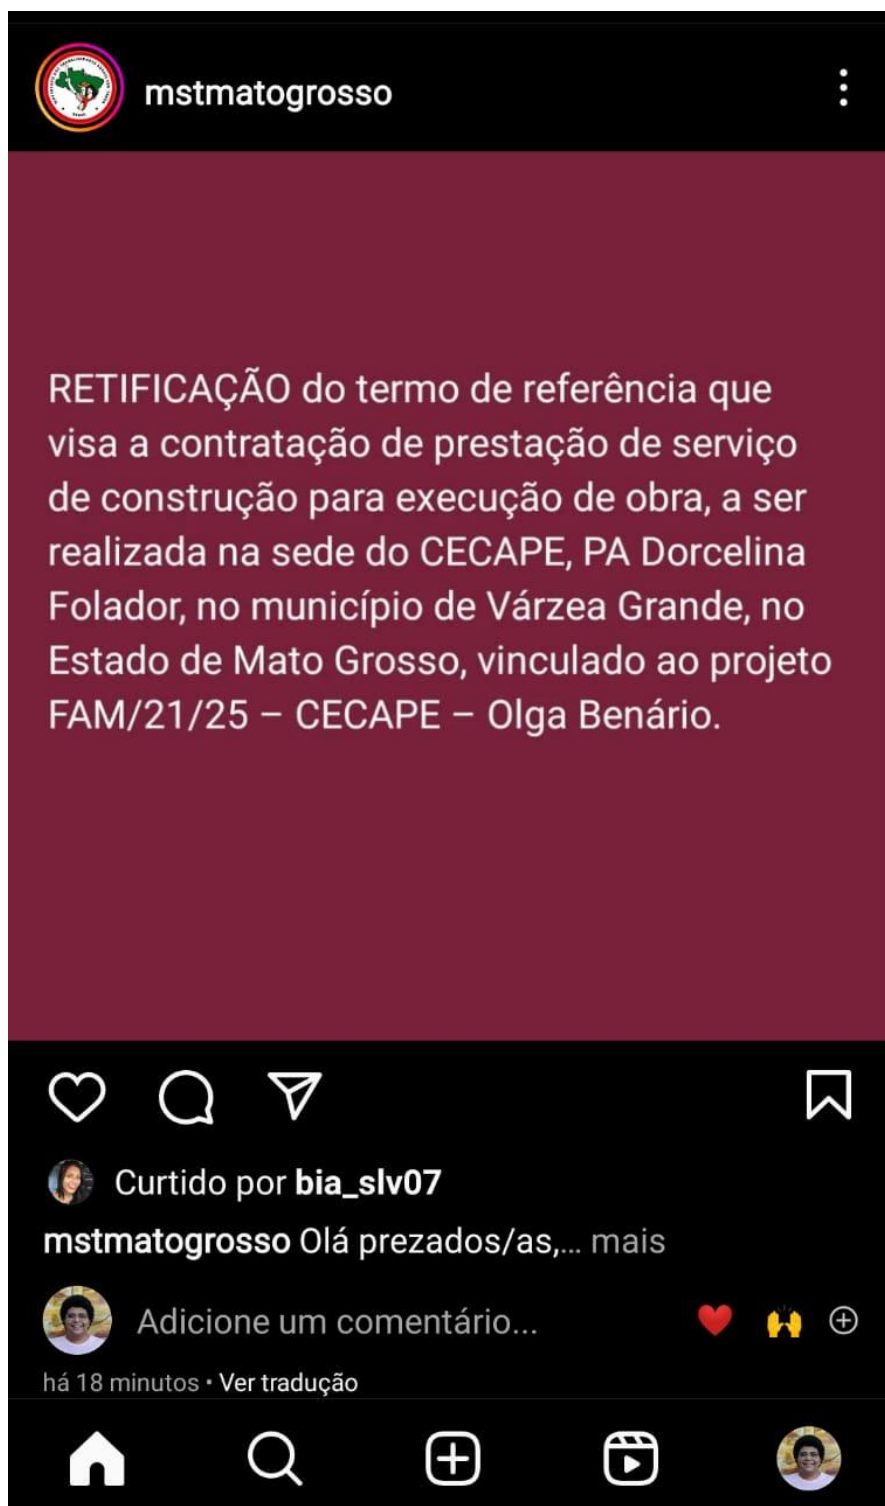 mstmatogrosso
RETIFICAÇÃO do termo de referência que
visa a contratação de prestação de serviço
de construção para execução de obra, a ser
realizada na sede do CECAPE, PA Dorcelina
Folador, no município de Várzea Grande, no
Estado de Mato Grosso, vinculado ao projeto
FAM/21/25 – CECAPE – Olga Benário.
Curtido por bia_slv07
mstmatogrosso Olá prezados/as,... mais
Adicione um comentário...
há 18 minutos • Ver tradução